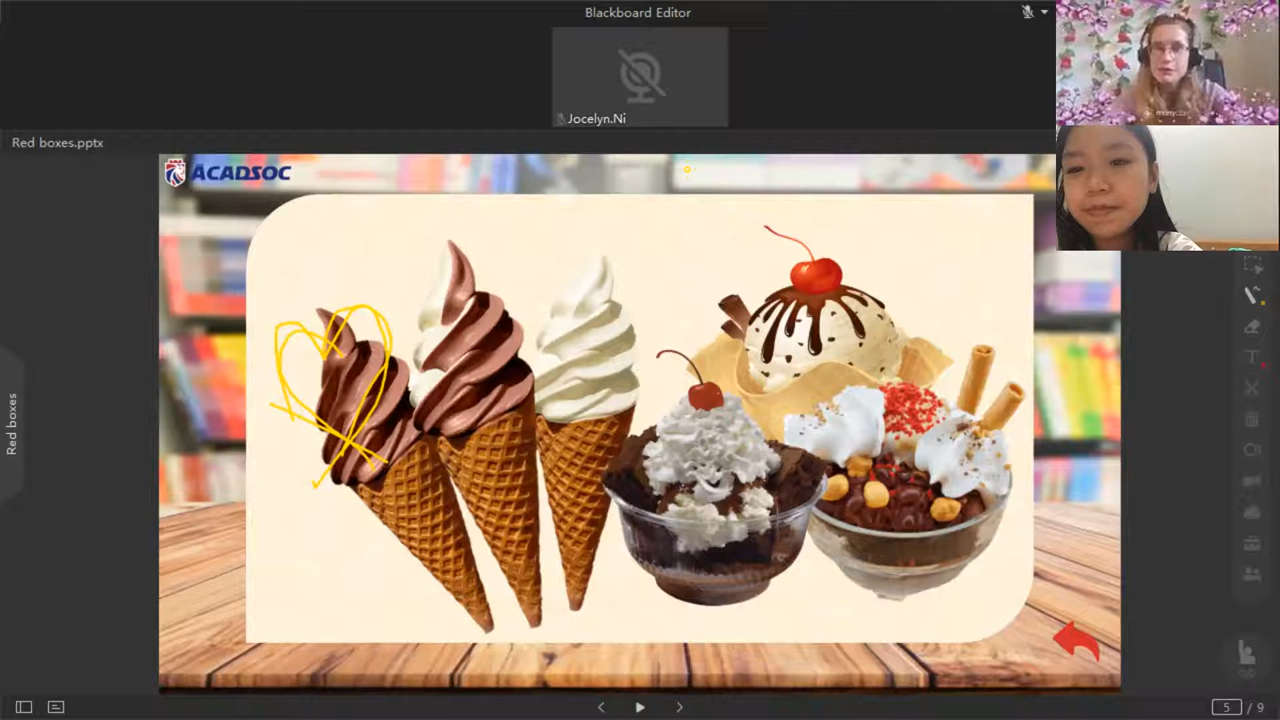 Blackboard Editor
Jocelyn.Ni
Red boxes.pptx
ACADSOC
Red boxes
5 / 9